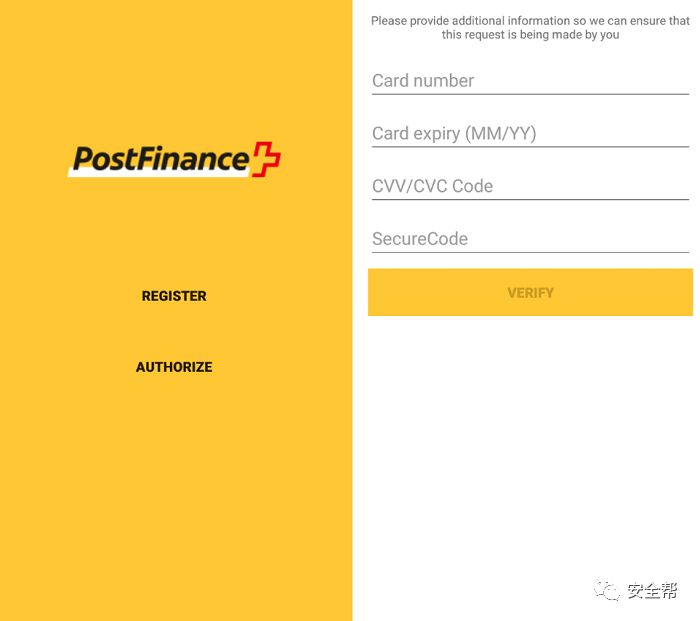 PostFinance
REGISTER
AUTHORIZE
Please provide additional information so we can ensure that
this request is being made by you
Card number
Card expiry (MM/YY)
CVV/CVC Code
SecureCode
VERIFY
安全帮